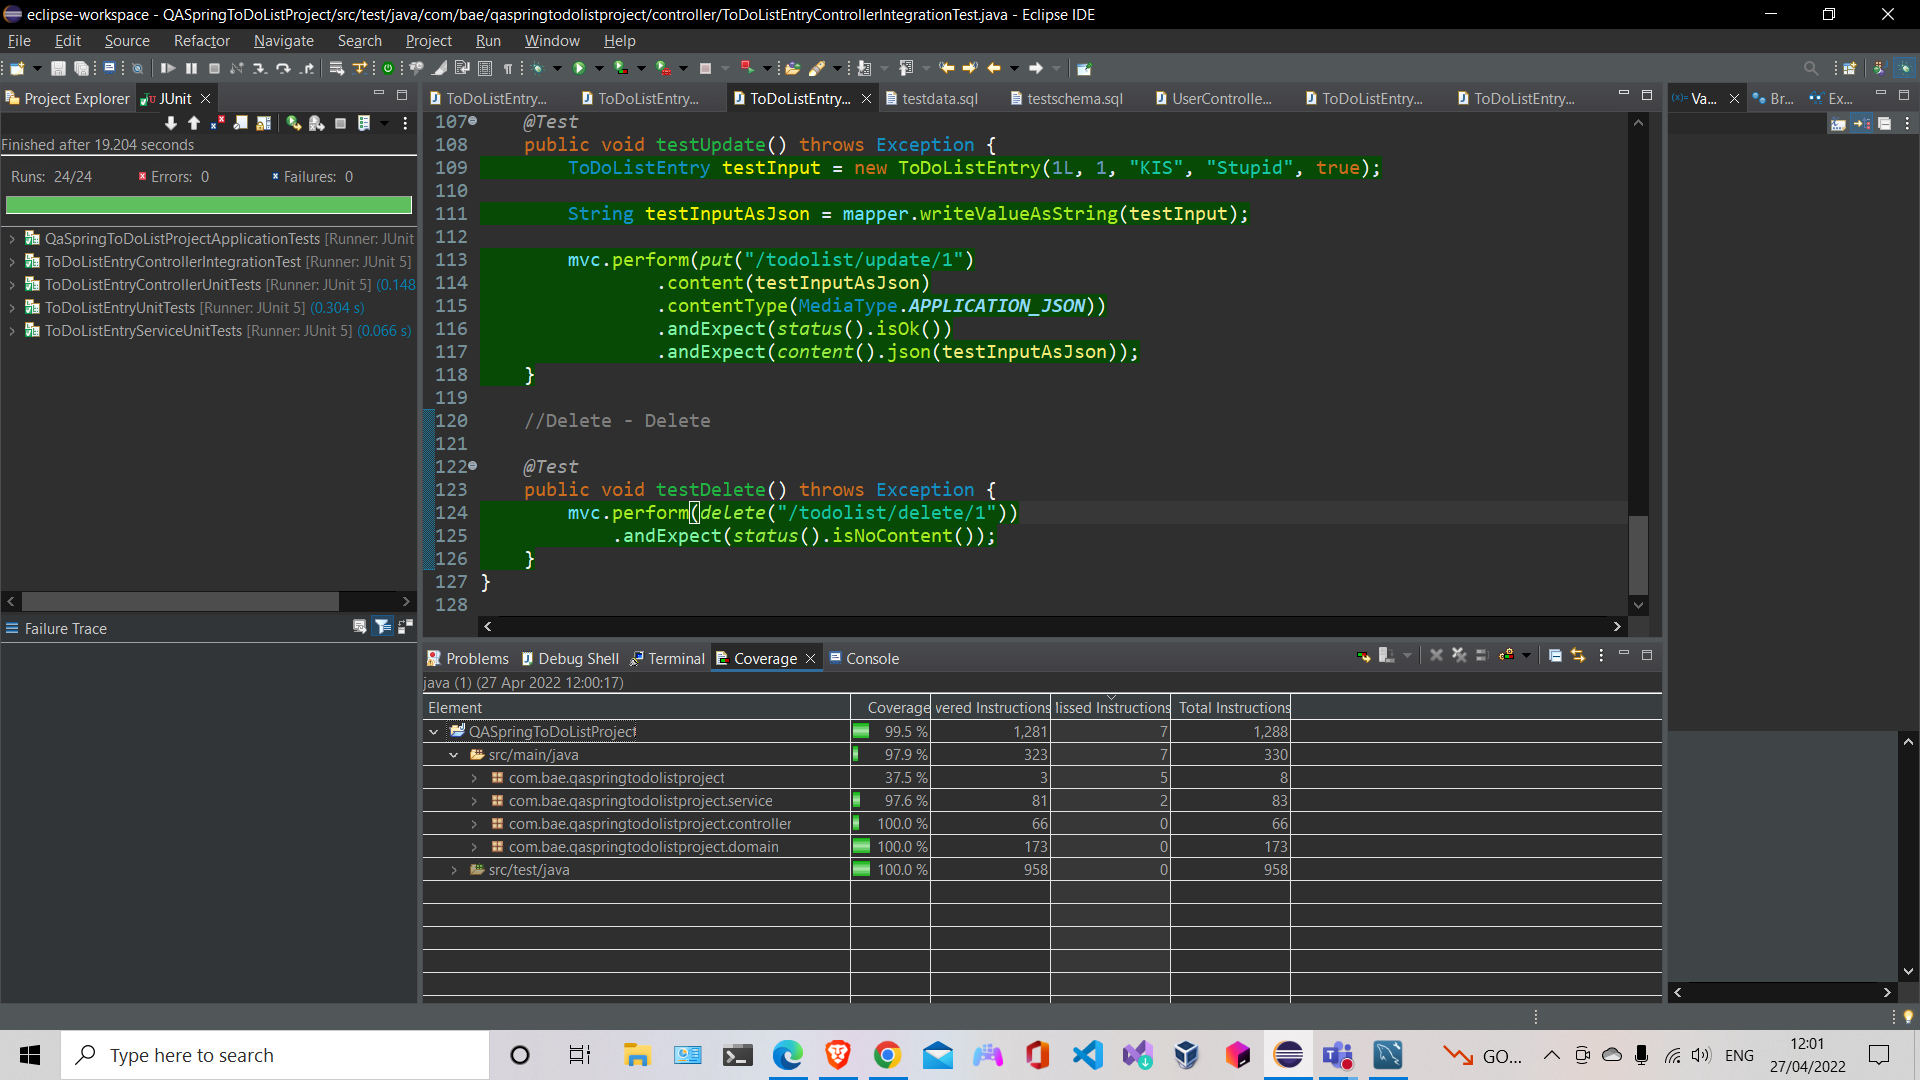 eclipse-workspace - QASpringToDoListProject/src/test/java/com/bae/qaspringtodolistproject/controller/ToDoListEntryControllerIntegrationTest.java - Eclipse IDE
File Edit Source Refactor Navigate Search Project Run Window Help
Project Explorer JUnit
Finished after 19.204 seconds
Runs: 24/24 Errors: 0 Failures: 0
QaSpringToDoListProjectApplicationTests [Runner: JUnit
ToDoListEntryControllerIntegrationTest [Runner: JUnit 5]
ToDoListEntryControllerUnitTests [Runner: JUnit 5] (0.148
ToDoListEntryUnitTests [Runner: JUnit 5] (0.304 s)
ToDoListEntryServiceUnitTests [Runner: JUnit 5] (0.066 s)
Failure Trace
ToDoListEntry... ToDoListEntry... ToDoListEntry... testdata.sql testschema.sql UserControlle... ToDoListEntry... ToDoListEntry...
107 @Test
108 public void testUpdate() throws Exception {
109 ToDoListEntry testInput = new ToDoListEntry(1L, 1, "KIS", "Stupid", true);
110
111 String testInputAsJson = mapper.writeValueAsString(testInput);
112
113 mvc.perform(put("/todolist/update/1")
114 .content(testInputAsJson)
115 .contentType(MediaType.APPLICATION_JSON))
116 .andExpect(status().isOk())
117 .andExpect(content().json(testInputAsJson));
118 }
119
120 //Delete - Delete
121
122 @Test
123 public void testDelete() throws Exception {
124 mvc.perform(delete("/todolist/delete/1"))
125 .andExpect(status().isNoContent());
126 }
127 }
128
Va... Br... Ex...
Problems Debug Shell Terminal Coverage Console
java (1) (27 Apr 2022 12:00:17)
Element Coverage vered Instructions lissed Instructions Total Instructions
QASpringToDoListProject 99.5 % 1,281 7 1,288
src/main/java 97.9 % 323 7 330
com.bae.qaspringtodolistproject 37.5 % 3 5 8
com.bae.qaspringtodolistproject.service 97.6 % 81 2 83
com.bae.qaspringtodolistproject.controller 100.0 % 66 0 66
com.bae.qaspringtodolistproject.domain 100.0 % 173 0 173
src/test/java 100.0 % 958 0 958
Type here to search
GO...
ENG
12:01
27/04/2022